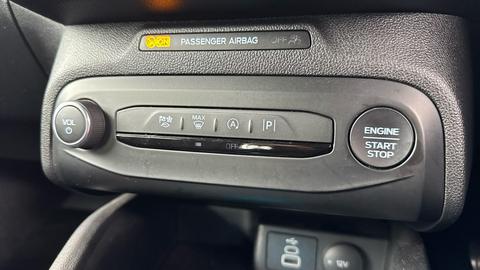 PASSENGER AIRBAG OFF
VOL
MAX
A
P
OFF
ENGINE
START
STOP
12V